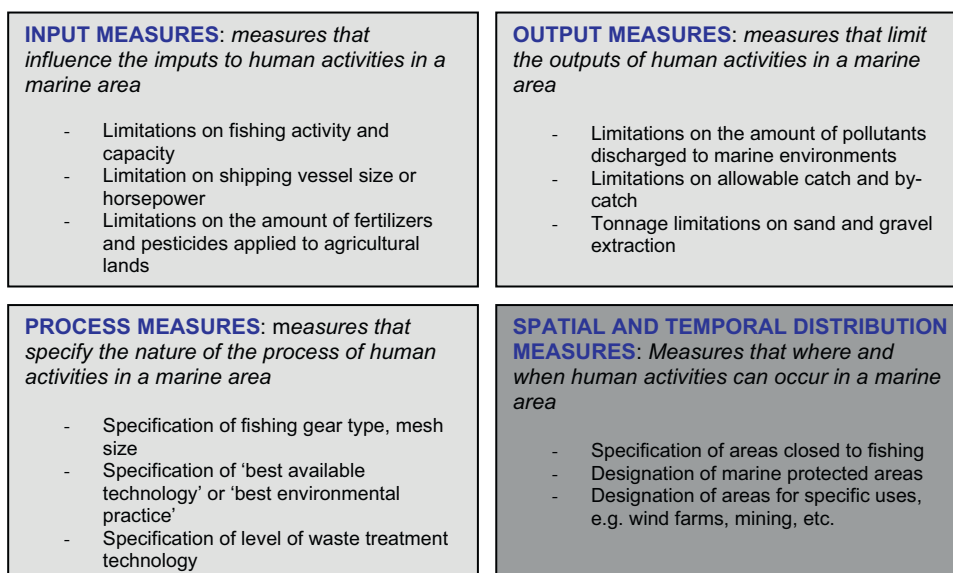 INPUT MEASURES: measures that
influence the imputs to human activities in a
marine area
- Limitations on fishing activity and
capacity
- Limitation on shipping vessel size or
horsepower
- Limitations on the amount of fertilizers
and pesticides applied to agricultural
lands
OUTPUT MEASURES: measures that limit
the outputs of human activities in a marine
area
- Limitations on the amount of pollutants
discharged to marine environments
- Limitations on allowable catch and by-
catch
- Tonnage limitations on sand and gravel
extraction
PROCESS MEASURES: measures that
specify the nature of the process of human
activities in a marine area
- Specification of fishing gear type, mesh
size
- Specification of ‘best available
technology’ or ‘best environmental
practice’
- Specification of level of waste treatment
technology
SPATIAL AND TEMPORAL DISTRIBUTION
MEASURES: Measures that where and
when human activities can occur in a marine
area
- Specification of areas closed to fishing
- Designation of marine protected areas
- Designation of areas for specific uses,
e.g. wind farms, mining, etc.